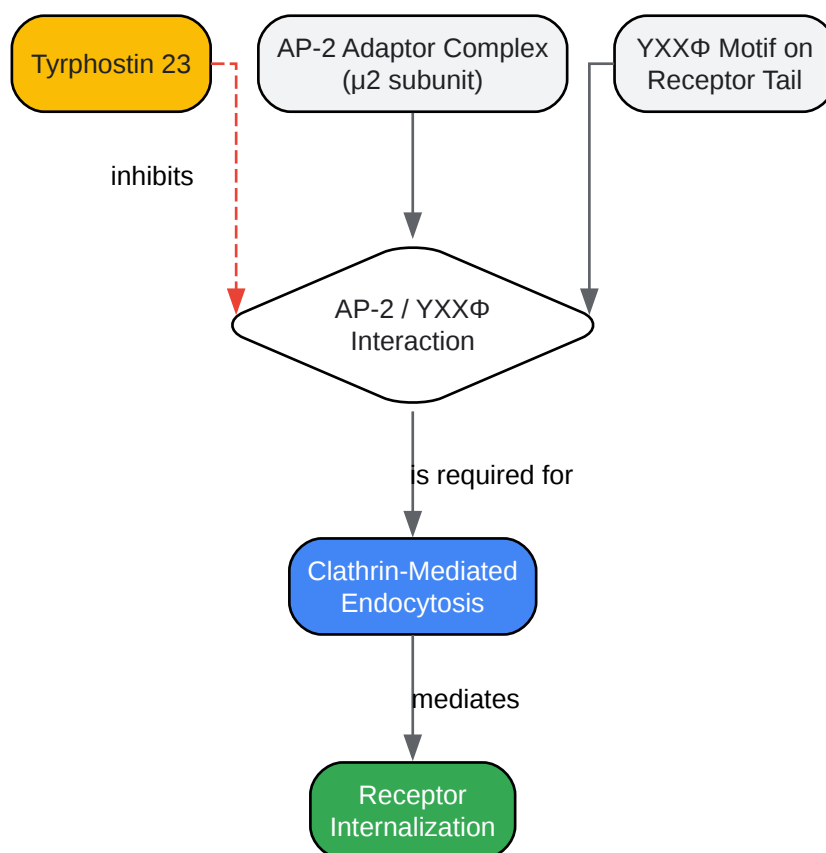 Tyrphostin 23
AP-2 Adaptor Complex
(μ2 subunit)
YXXΦ Motif on
Receptor Tail
inhibits
AP-2 / YXXΦ
Interaction
is required for
Clathrin-Mediated
Endocytosis
mediates
Receptor
Internalization